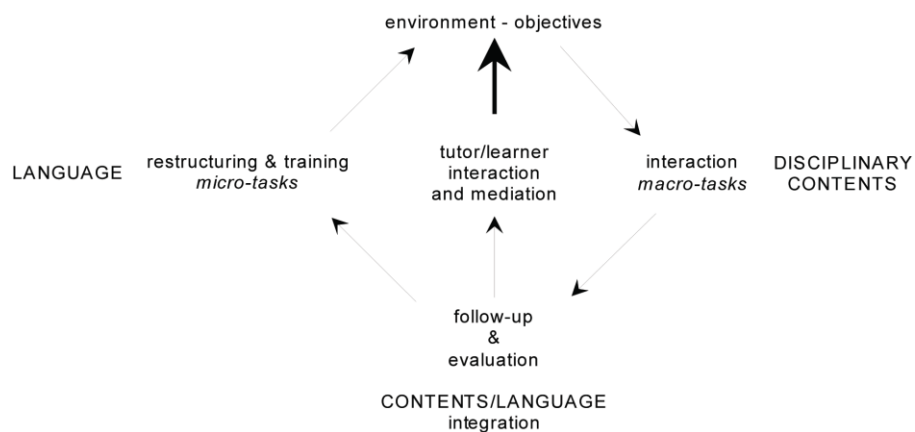 environment - objectives
LANGUAGE
restructuring & training
micro-tasks
tutor/learner
interaction
and mediation
interaction
macro-tasks
DISCIPLINARY
CONTENTS
follow-up
&
evaluation
CONTENTS/LANGUAGE
integration